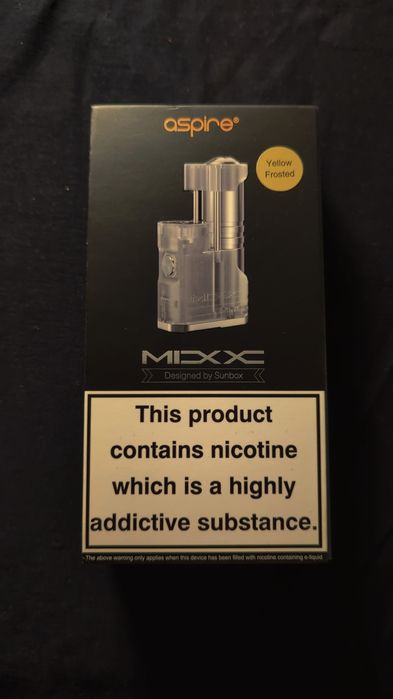 aspire®
Yellow
Frosted
MIXX
Designed by Sunbox
This product
contains nicotine
which is a highly
addictive substance.
The above warning only applies when this device has been filled with nicotine containing e-liquid